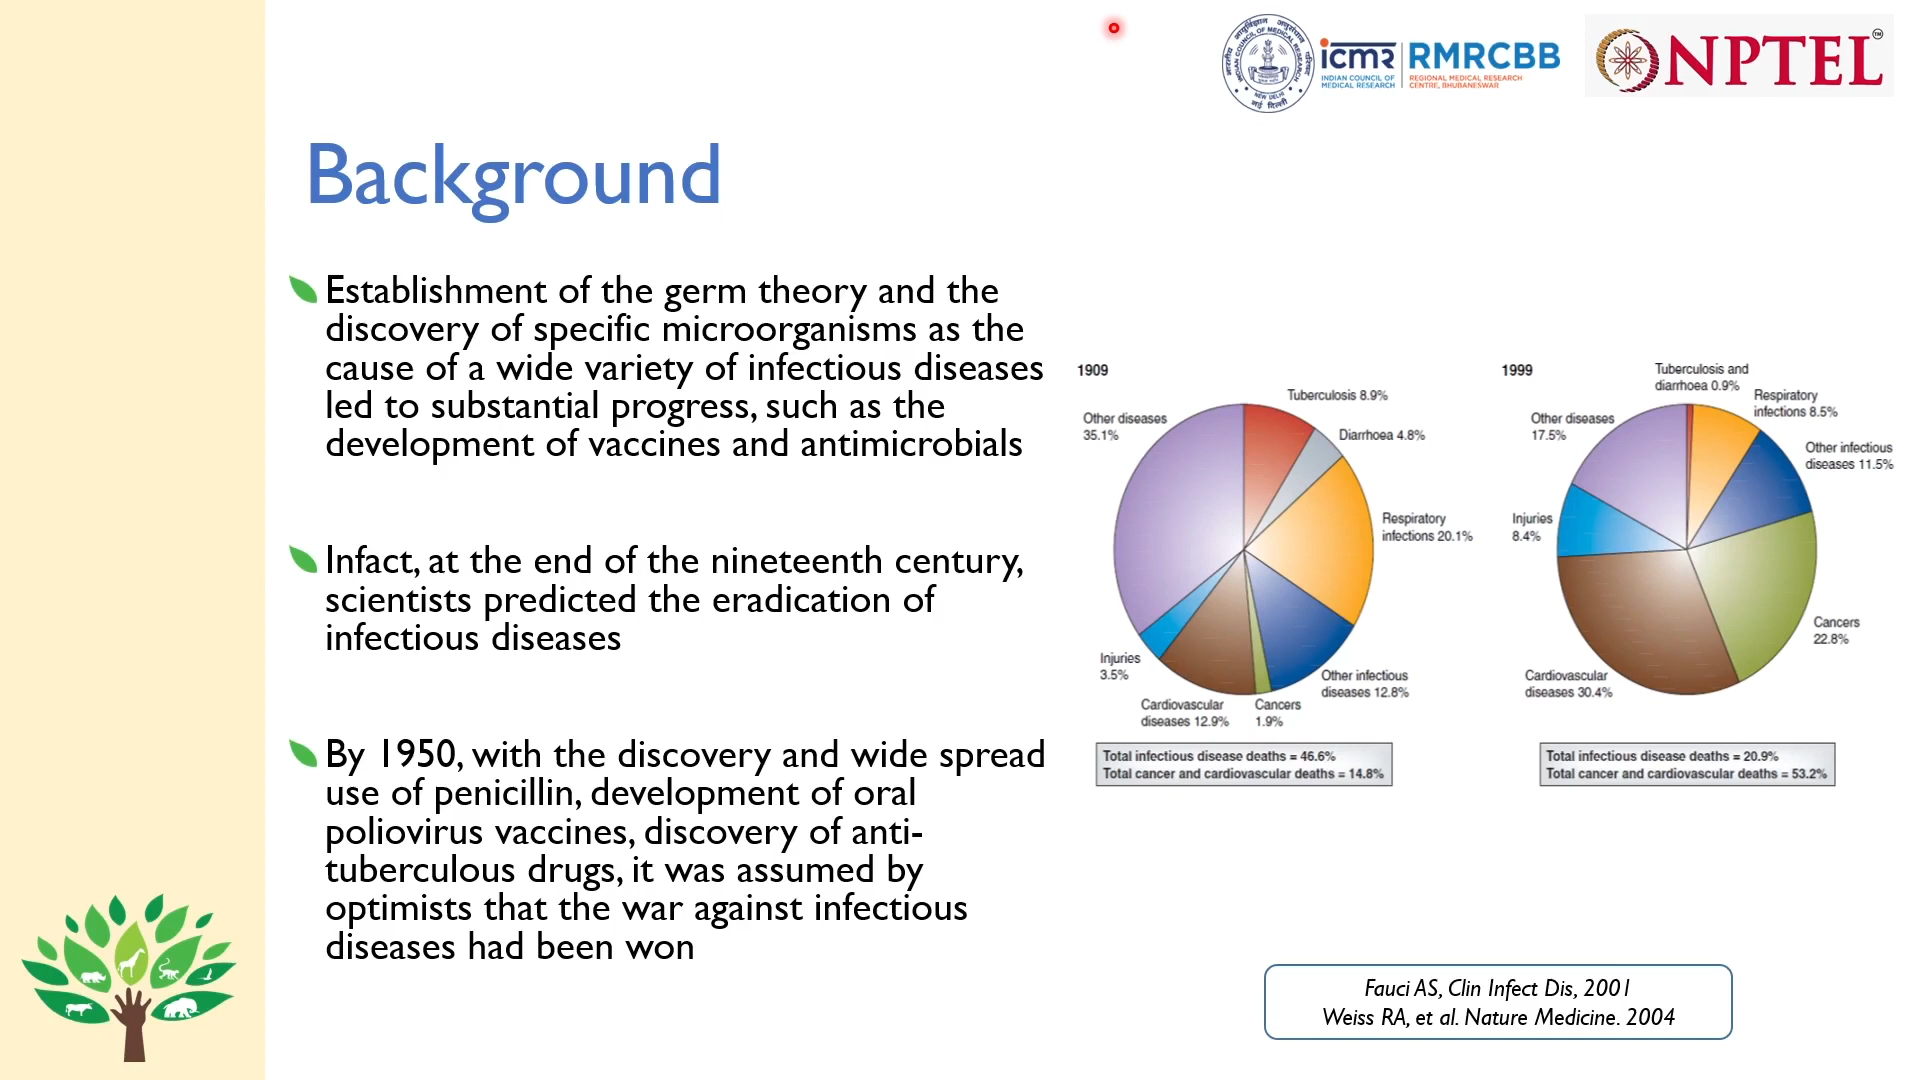 INDIAN COUNCIL OF MEDICAL RESEARCH
NEW DELHI
नई दिल्ली
icmr
INDIAN COUNCIL OF
MEDICAL RESEARCH
RMRCBB
REGIONAL MEDICAL RESEARCH
CENTRE, BHUBANESWAR
NPTEL
TM
Background
Establishment of the germ theory and the
discovery of specific microorganisms as the
cause of a wide variety of infectious diseases
led to substantial progress, such as the
development of vaccines and antimicrobials
Infact, at the end of the nineteenth century,
scientists predicted the eradication of
infectious diseases
By 1950, with the discovery and wide spread
use of penicillin, development of oral
poliovirus vaccines, discovery of anti-
tuberculous drugs, it was assumed by
optimists that the war against infectious
diseases had been won
1909
Tuberculosis 8.9%
Other diseases
35.1%
Diarrhoea 4.8%
Respiratory
infections 20.1%
Injuries
3.5%
Other infectious
diseases 12.8%
Cardiovascular
diseases 12.9%
Cancers
1.9%
Total infectious disease deaths = 46.6%
Total cancer and cardiovascular deaths = 14.8%
1999
Tuberculosis and
diarrhoea 0.9%
Respiratory
infections 8.5%
Other diseases
17.5%
Other infectious
diseases 11.5%
Injuries
8.4%
Cancers
22.8%
Cardiovascular
diseases 30.4%
Total infectious disease deaths = 20.9%
Total cancer and cardiovascular deaths = 53.2%
Fauci AS, Clin Infect Dis, 2001
Weiss RA, et al. Nature Medicine. 2004